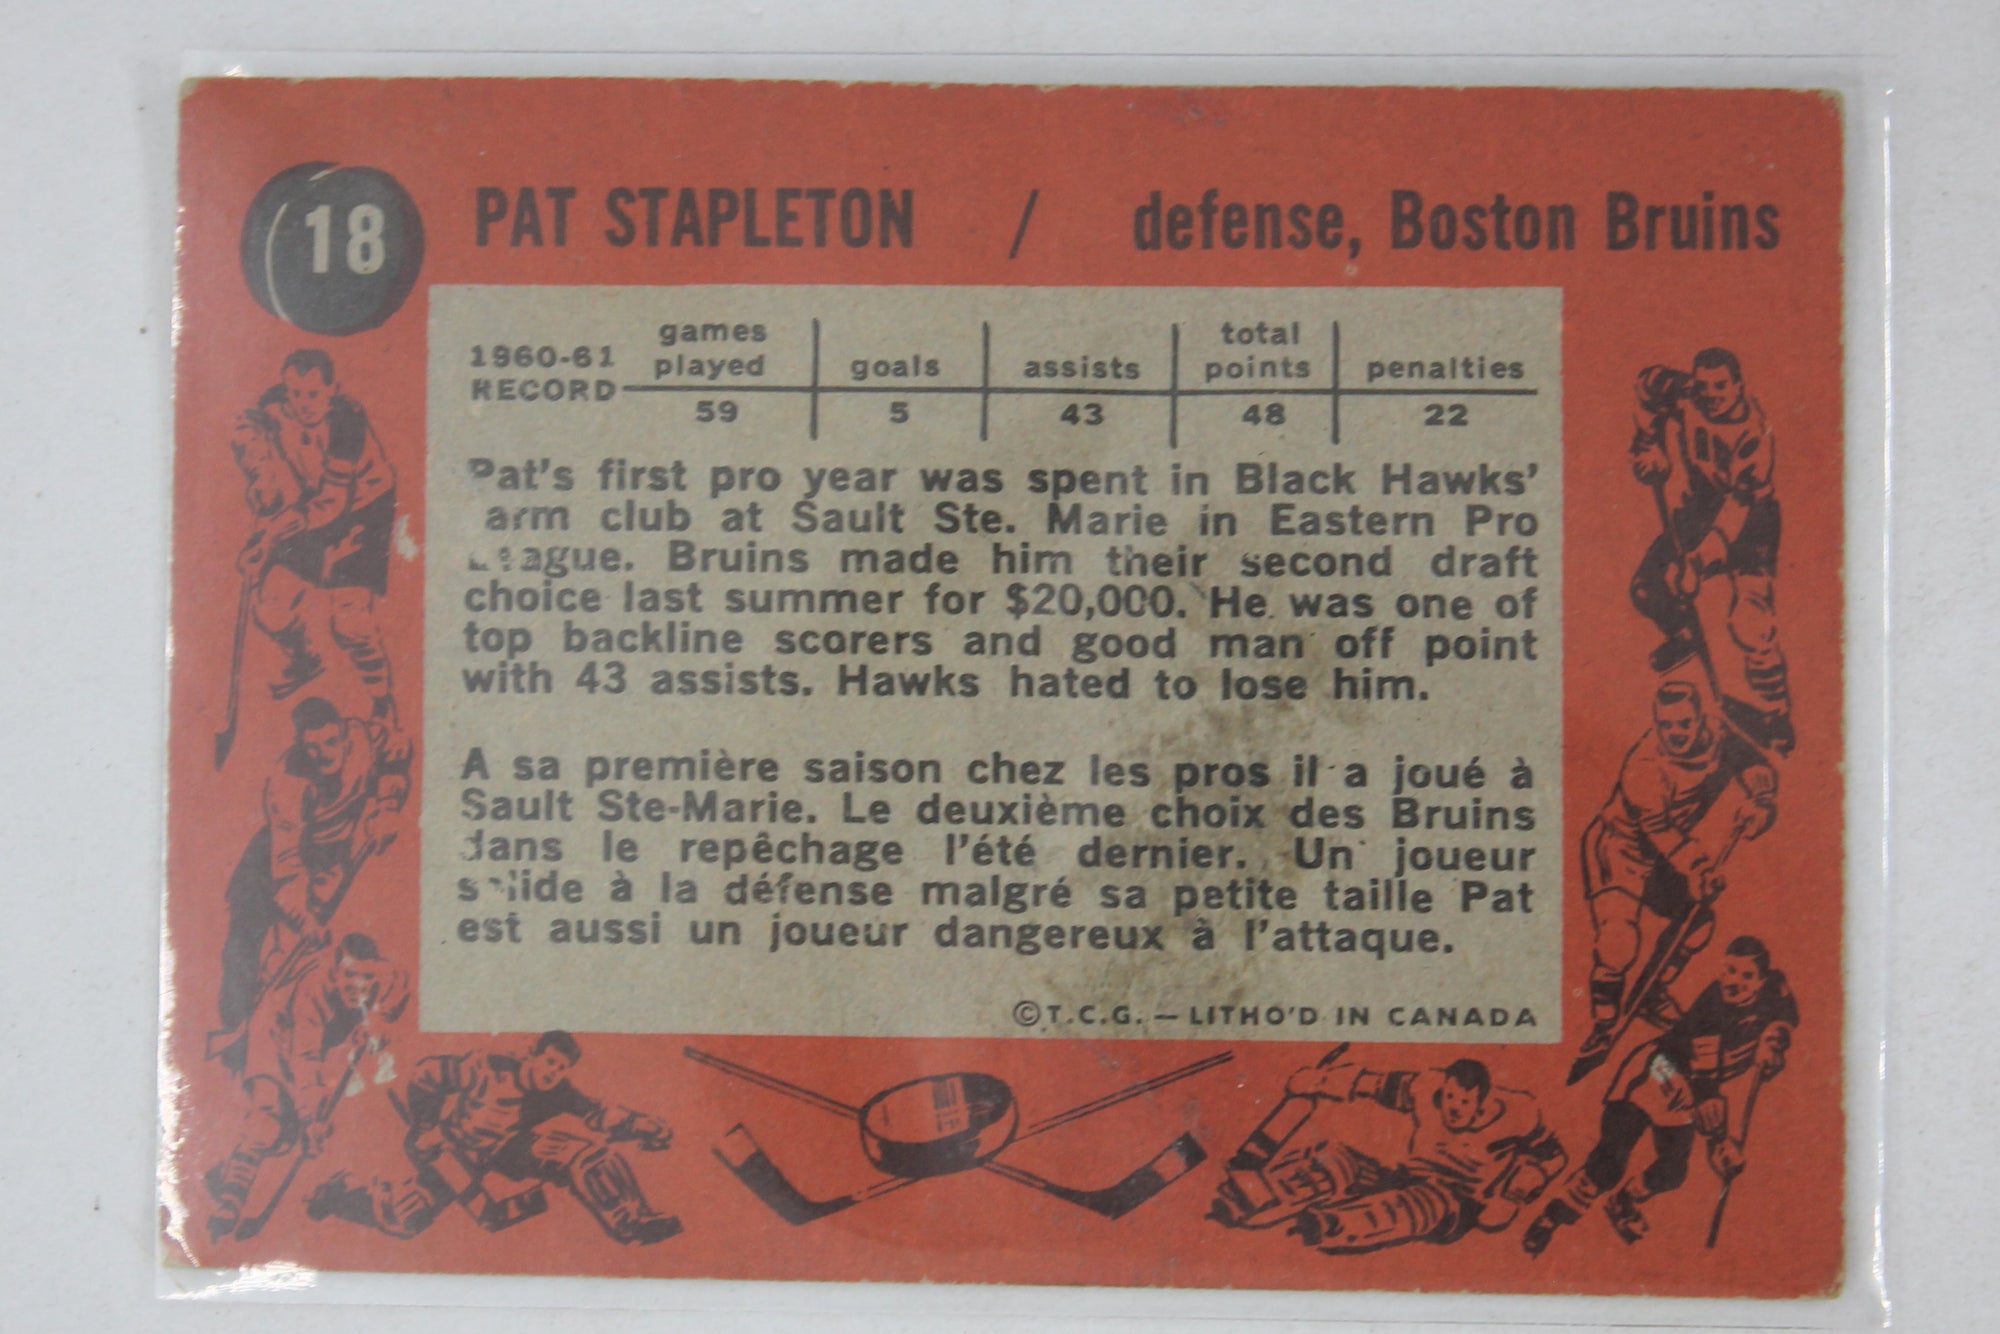 18 PAT STAPLETON / defense, Boston Bruins
1960-61 RECORD games played goals assists total points penalties
59 5 43 48 22
Pat's first pro year was spent in Black Hawks'
arm club at Sault Ste. Marie in Eastern Pro
League. Bruins made him their second draft
choice last summer for $20,000. He was one of
top backline scorers and good man off point
with 43 assists. Hawks hated to lose him.
A sa première saison chez les pros il a joué à
Sault Ste-Marie. Le deuxième choix des Bruins
dans le repêchage l'été dernier. Un joueur
solide à la défense malgré sa petite taille Pat
est aussi un joueur dangereux à l'attaque.
©T.C.G. — LITHO'D IN CANADA